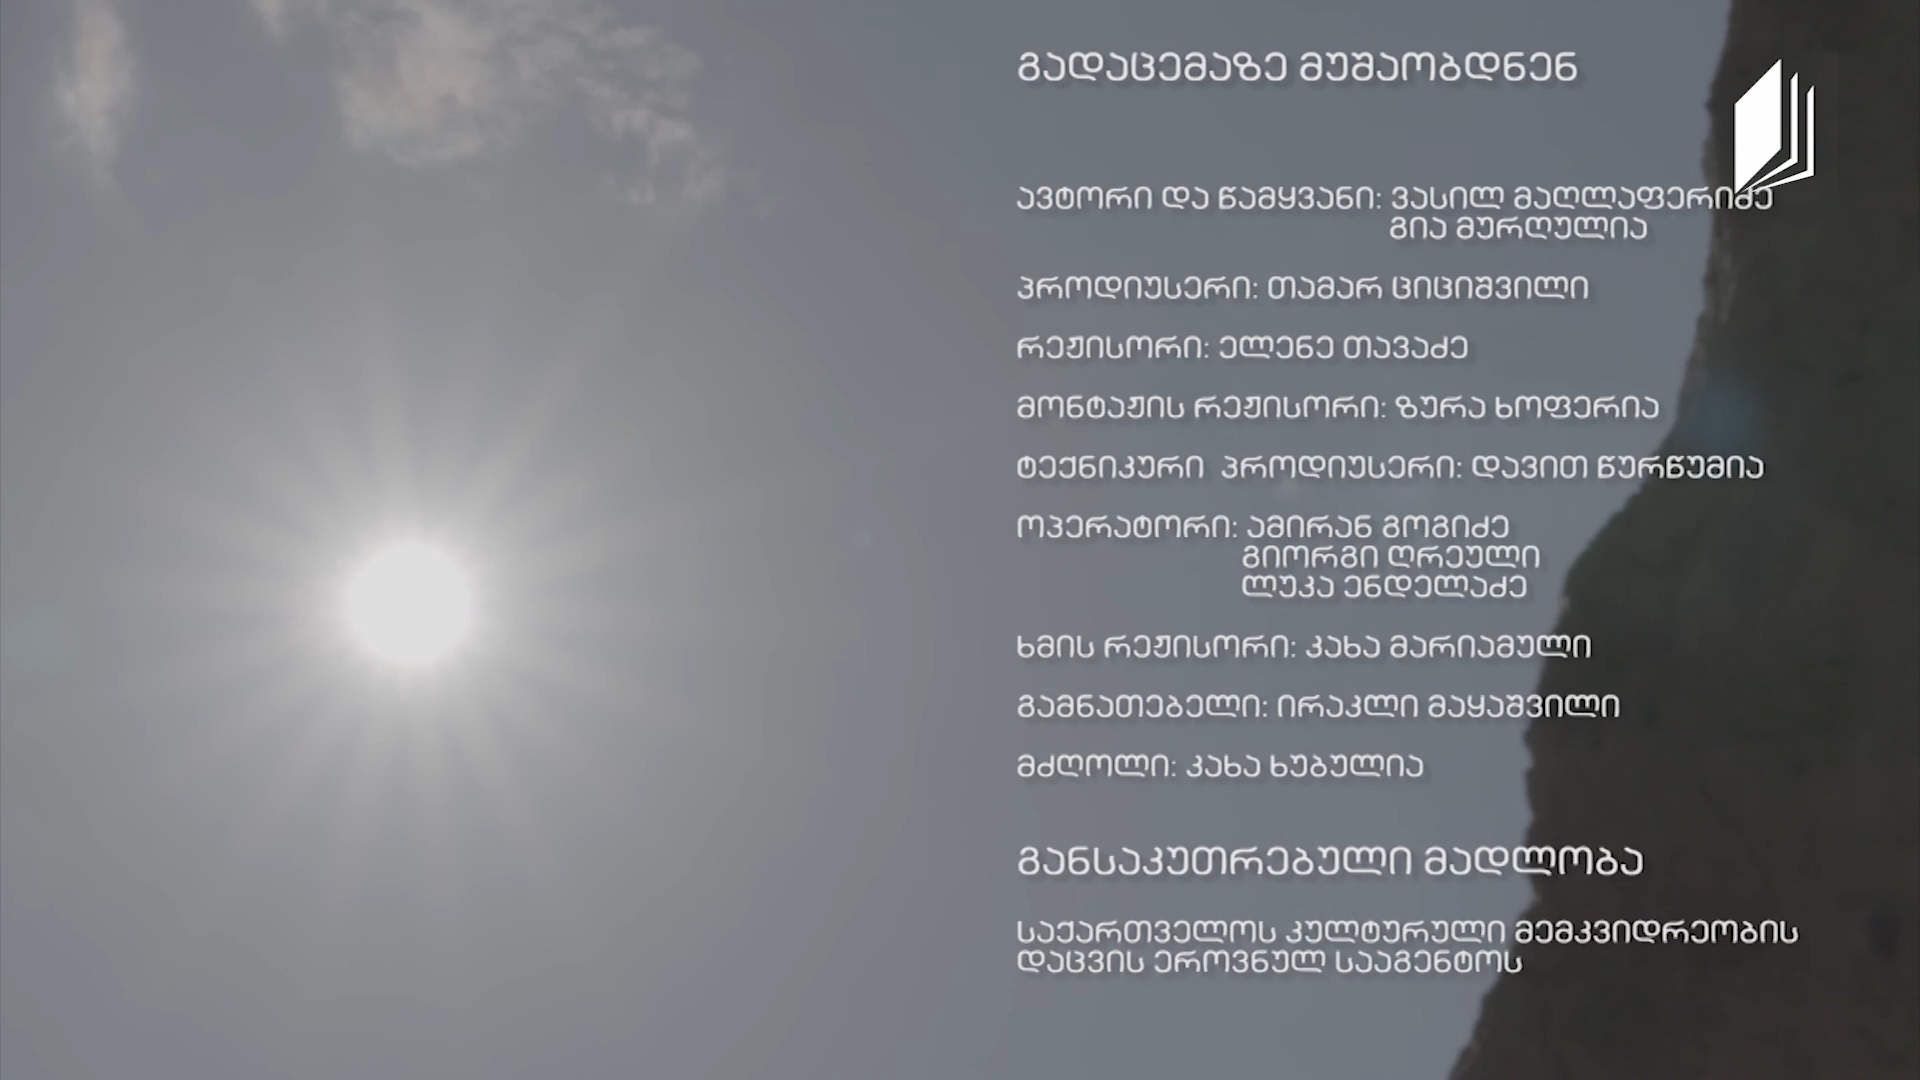 გადაცემაზე მუშაობდნენ
ავტორი და წამყვანი: ვასილ მაღლაფერიძე
გია მურღულია
პროდიუსერი: თამარ ციციშვილი
რეჟისორი: ელენე თავაძე
მონტაჟის რეჟისორი: ზურა ხოფერია
ტექნიკური პროდიუსერი: დავით წურწუმია
ოპერატორი: ამირან გოგიძე
გიორგი ღრეული
ლუკა ენდელაძე
ხმის რეჟისორი: კახა მარიამული
გამნათებელი: ირაკლი მაყაშვილი
მძღოლი: კახა ხუბულია
განსაკუთრებული მადლობა
საქართველოს კულტურული მემკვიდრეობის
დაცვის ეროვნულ სააგენტოს